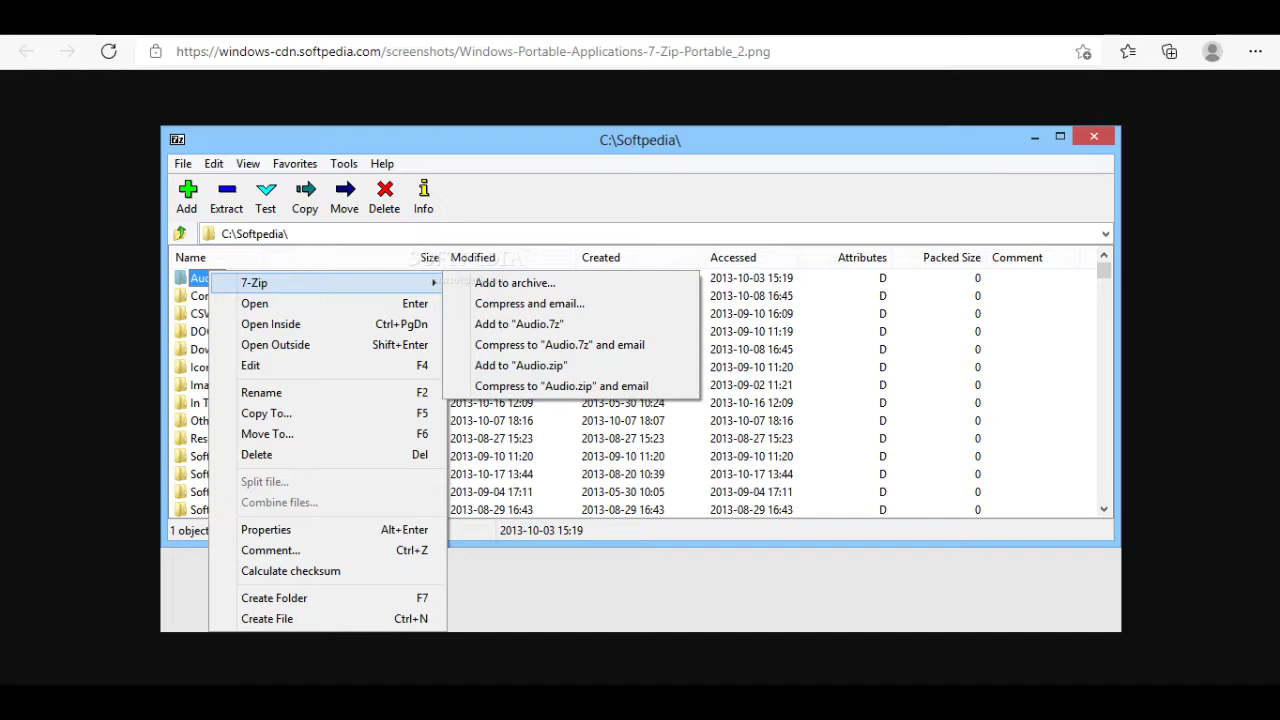 https://windows-cdn.softpedia.com/screenshots/Windows-Portable-Applications-7-Zip-Portable_2.png
7z C:\Softpedia\
File Edit View Favorites Tools Help
Add Extract Test Copy Move Delete Info
C:\Softpedia\
Name Size Modified Created Accessed Attributes Packed Size Comment
2013-10-03 15:19 D 0
2013-10-08 16:45 D 0
2013-09-10 16:09 D 0
2013-09-10 11:19 D 0
2013-10-08 16:45 D 0
2013-09-10 11:20 D 0
2013-09-02 11:21 D 0
In T 2013-10-16 12:09 2013-05-30 10:24 2013-10-16 12:09 D 0
2013-10-07 18:16 2013-10-07 18:07 2013-10-07 18:16 D 0
2013-08-27 15:23 2013-08-27 15:23 2013-08-27 15:23 D 0
2013-09-10 11:20 2013-09-10 11:20 2013-09-10 11:20 D 0
2013-10-17 13:44 2013-08-20 10:39 2013-10-17 13:44 D 0
2013-09-04 17:11 2013-05-30 10:05 2013-09-04 17:11 D 0
2013-08-29 16:43 2013-08-29 16:43 2013-08-29 16:43 D 0
1 object 2013-10-03 15:19
7-Zip
Open Enter
Open Inside Ctrl+PgDn
Open Outside Shift+Enter
Edit F4
Rename F2
Copy To... F5
Move To... F6
Delete Del
Split file...
Combine files...
Properties Alt+Enter
Comment... Ctrl+Z
Calculate checksum
Create Folder F7
Create File Ctrl+N
Add to archive...
Compress and email...
Add to "Audio.7z"
Compress to "Audio.7z" and email
Add to "Audio.zip"
Compress to "Audio.zip" and email